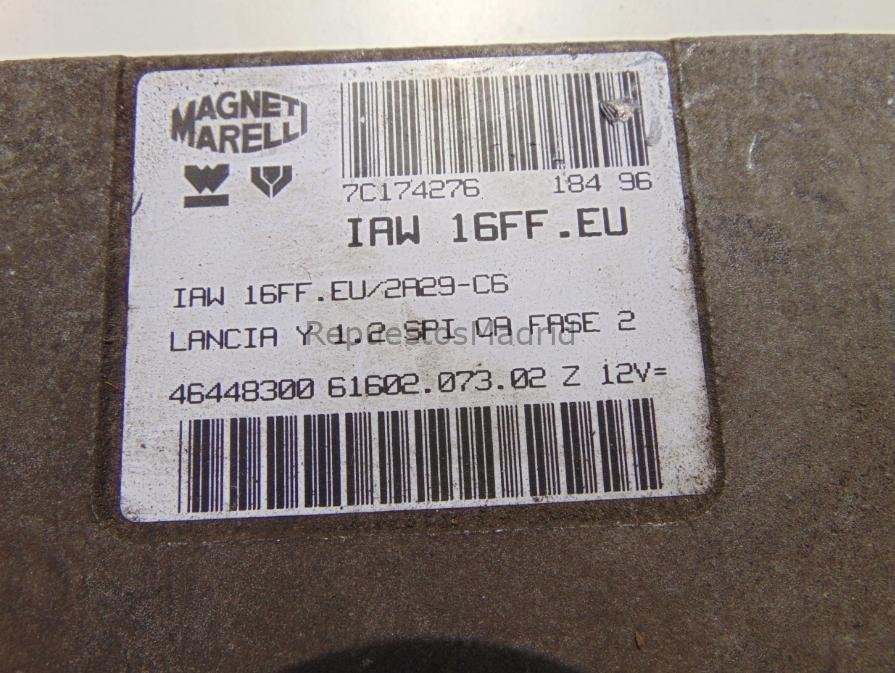 MAGNETI
MARELLI
7C174276 184 96
IAW 16FF.EU
IAW 16FF.EU/2A29-C6
LANCIA Y 1.2 SPI CA FASE 2
RepuestosMadrid
46448300 61602.073.02 Z 12V=